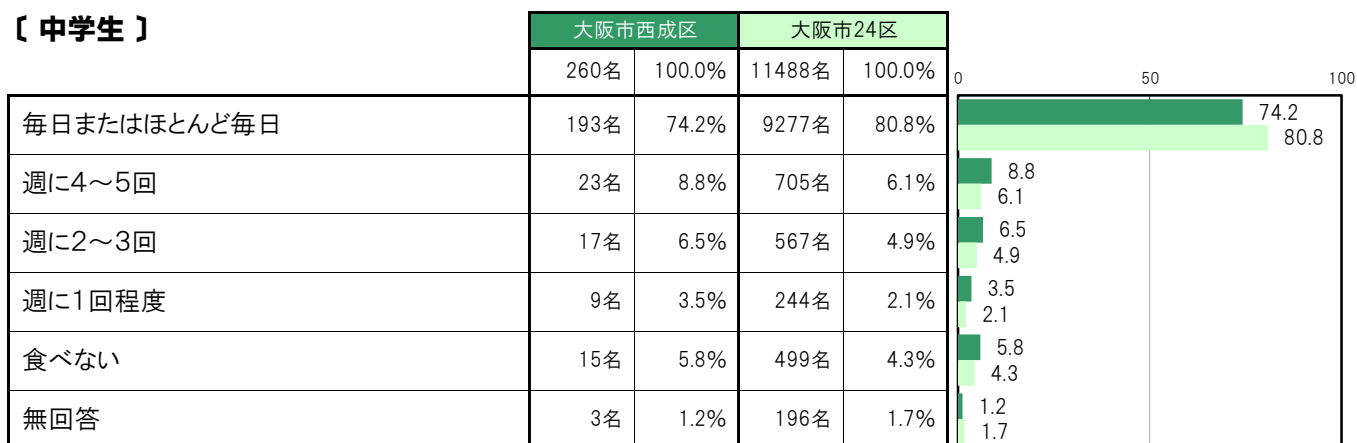 〔 中学生 〕
大阪市西成区 大阪市24区
260名 100.0% 11488名 100.0%
0 50 100
毎日またはほとんど毎日 193名 74.2% 9277名 80.8% 74.2
80.8
週に4～5回 23名 8.8% 705名 6.1% 8.8
6.1
週に2～3回 17名 6.5% 567名 4.9% 6.5
4.9
週に1回程度 9名 3.5% 244名 2.1% 3.5
2.1
食べない 15名 5.8% 499名 4.3% 5.8
4.3
無回答 3名 1.2% 196名 1.7% 1.2
1.7